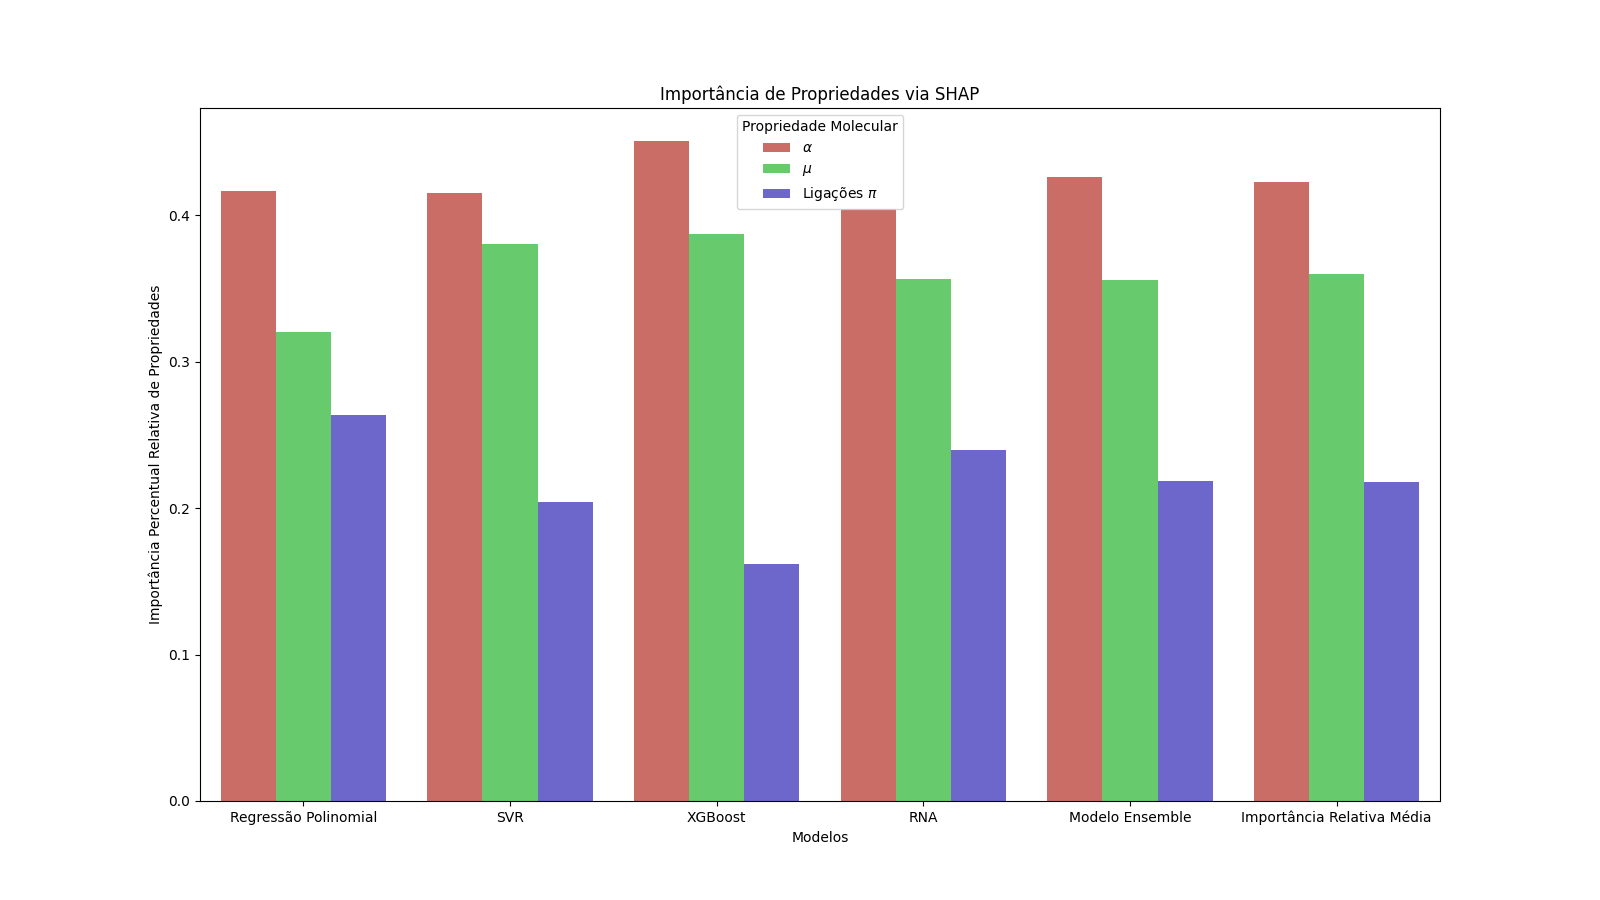 Importância de Propriedades via SHAP
Propriedade Molecular
α
μ
Ligações π
Importância Percentual Relativa de Propriedades
0.4
0.3
0.2
0.1
0.0
Regressão Polinomial
SVR
XGBoost
RNA
Modelo Ensemble
Importância Relativa Média
Modelos